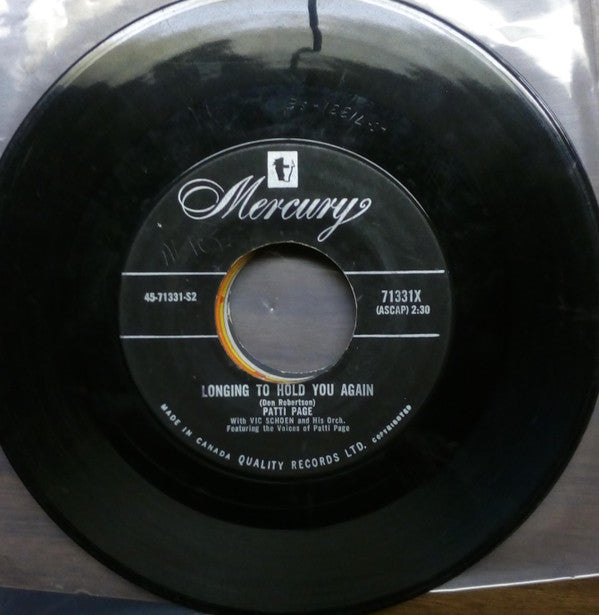 Mercury
45-71331-S2
71331X
(ASCAP) 2:30
LONGING TO HOLD YOU AGAIN
(Don Robertson)
PATTI PAGE
With VIC SCHOEN and His Orch.
Featuring the Voices of Patti Page
MADE IN CANADA QUALITY RECORDS LTD. COPYRIGHTED